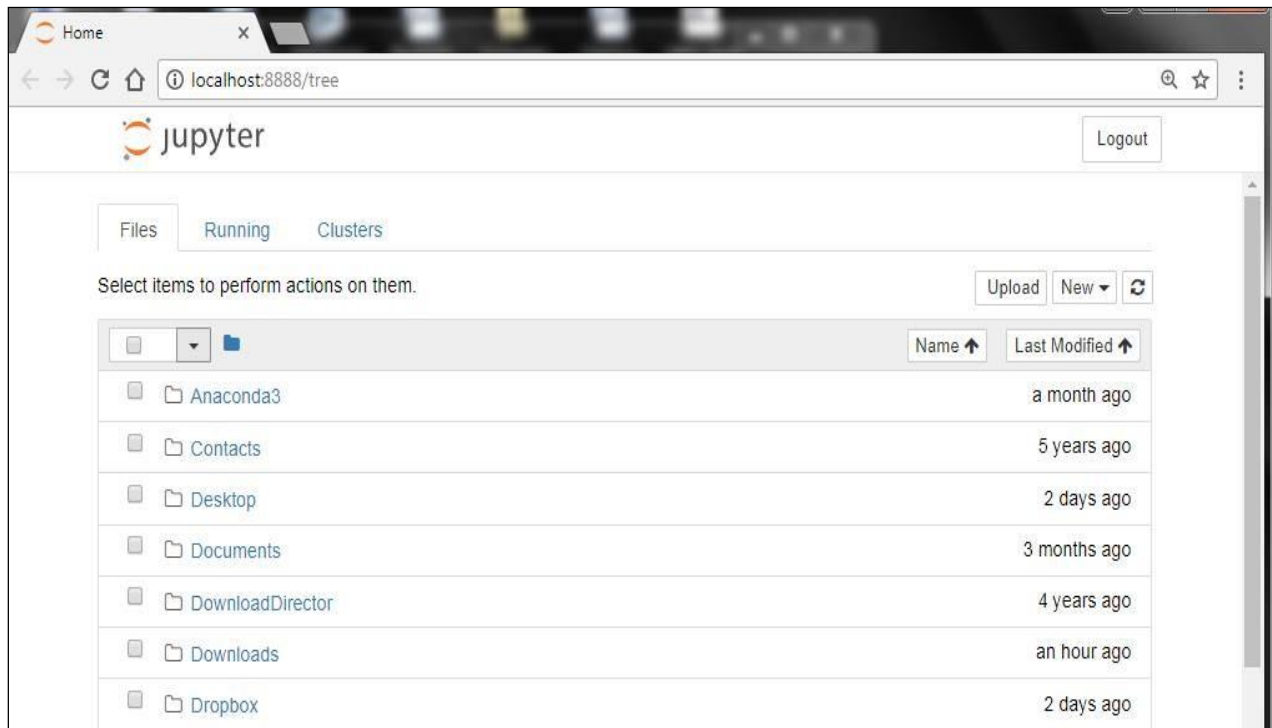 Home
localhost:8888/tree
jupyter
Logout
Files Running Clusters
Select items to perform actions on them.
Upload New
Name Last Modified
Anaconda3 a month ago
Contacts 5 years ago
Desktop 2 days ago
Documents 3 months ago
DownloadDirector 4 years ago
Downloads an hour ago
Dropbox 2 days ago